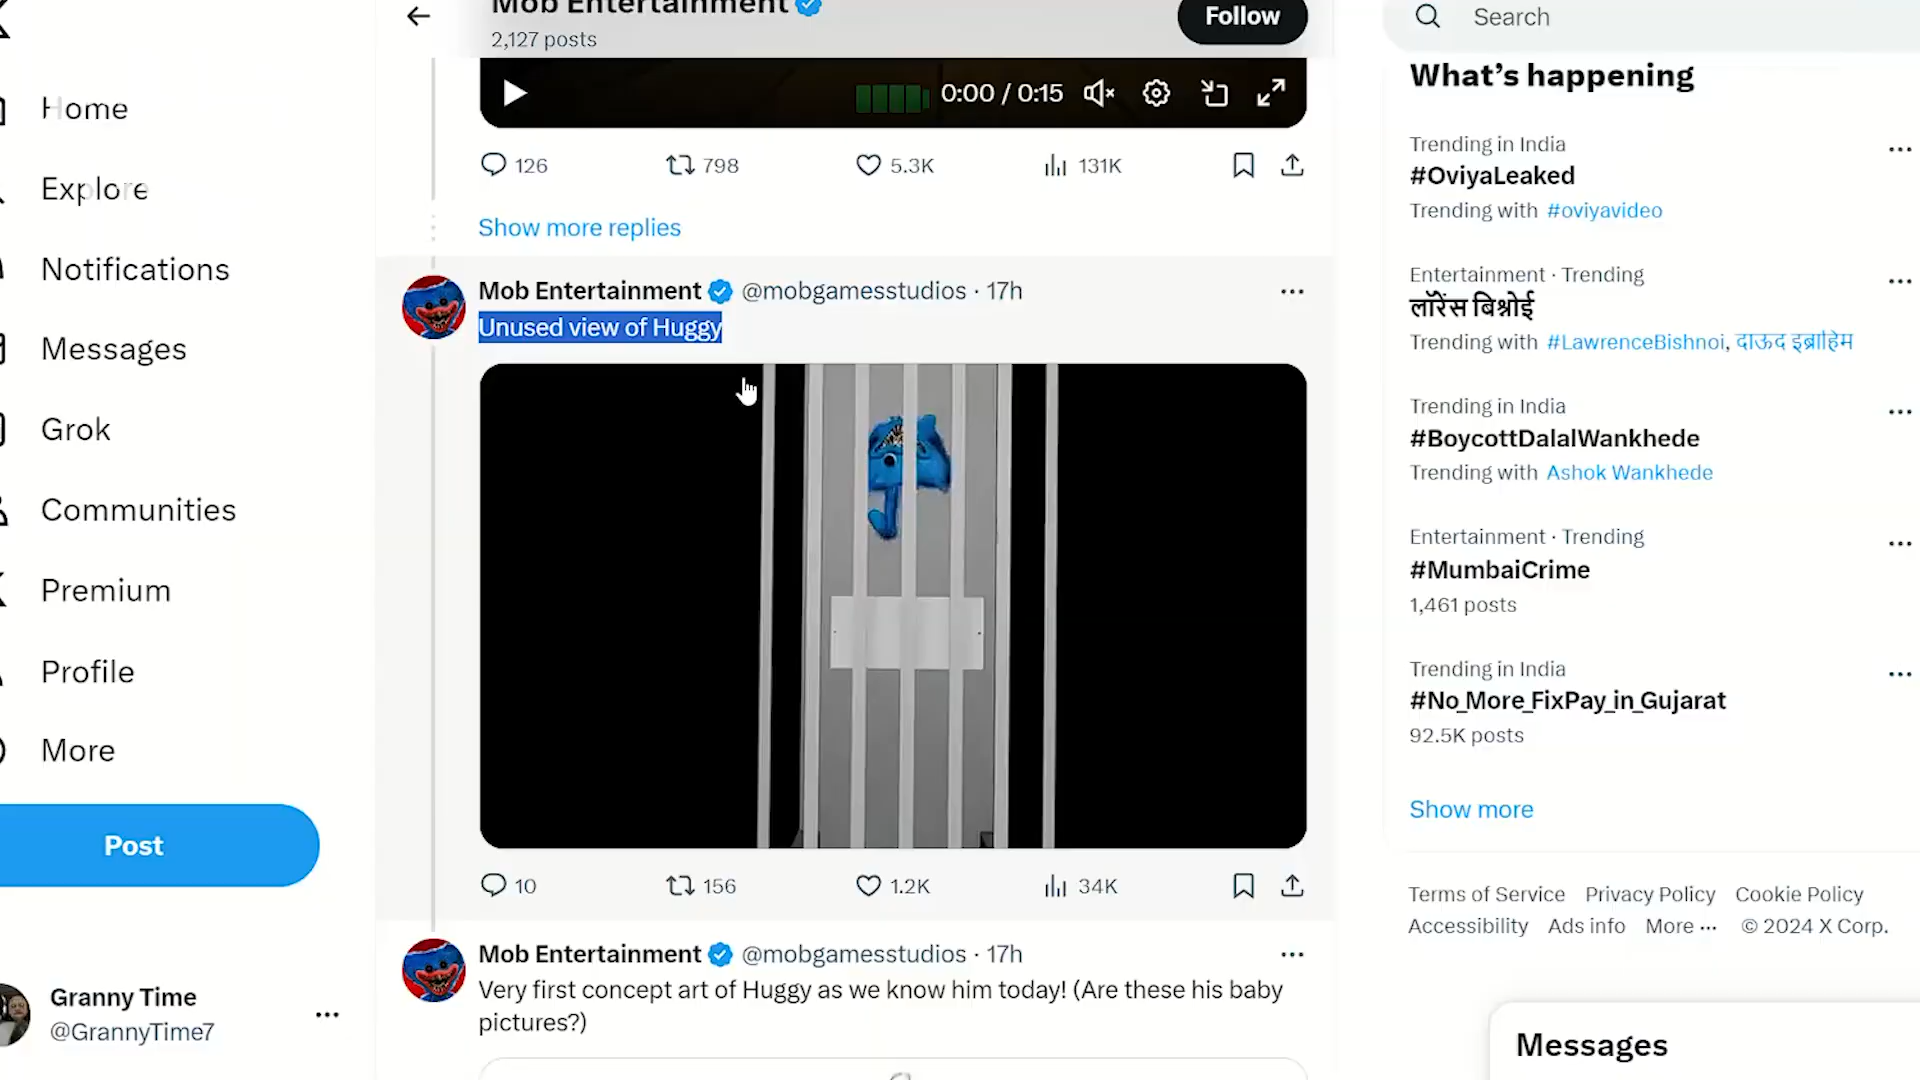 Mob Entertainment
2,127 posts
Follow
Search
Home
Explore
Notifications
Messages
Grok
Communities
Premium
Profile
More
Post
Granny Time
@GrannyTime7
0:00 / 0:15
126
798
5.3K
131K
Show more replies
Mob Entertainment @mobgamesstudios · 17h
Unused view of Huggy
10
156
1.2K
34K
Mob Entertainment @mobgamesstudios · 17h
Very first concept art of Huggy as we know him today! (Are these his baby
pictures?)
What’s happening
Trending in India
#OviyaLeaked
Trending with #oviyavideo
Entertainment · Trending
लॉरेंस बिश्नोई
Trending with #LawrenceBishnoi, दाऊद इब्राहिम
Trending in India
#BoycottDalalWankhede
Trending with Ashok Wankhede
Entertainment · Trending
#MumbaiCrime
1,461 posts
Trending in India
#No_More_FixPay_in_Gujarat
92.5K posts
Show more
Terms of Service Privacy Policy Cookie Policy
Accessibility Ads info More ··· © 2024 X Corp.
Messages